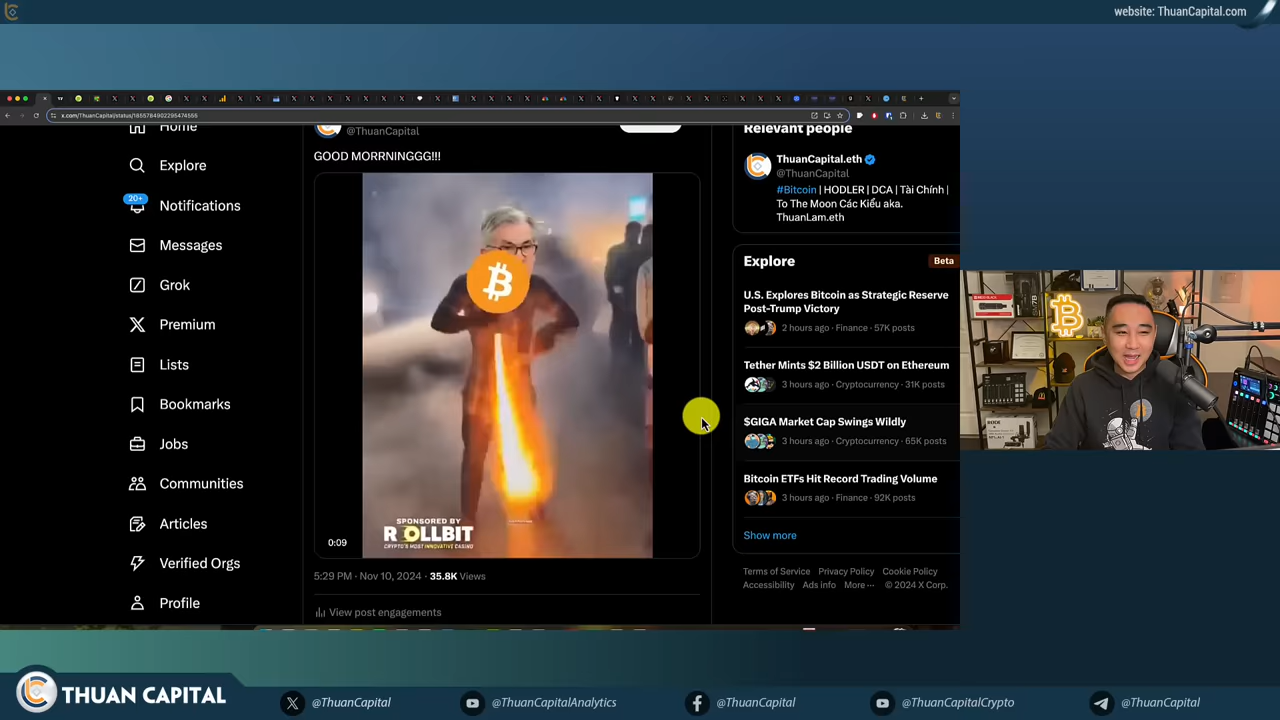 website: ThuanCapital.com
x.com/ThuanCapital/status/1855784902295474555
Home
Explore
20+
Notifications
Messages
Grok
Premium
Lists
Bookmarks
Jobs
Communities
Articles
Verified Orgs
Profile
@ThuanCapital
GOOD MORRNINGGG!!!
SPONSORED BY
ROLLBIT
CRYPTO'S MOST INNOVATIVE CASINO
0:09
5:29 PM · Nov 10, 2024 · 35.8K Views
View post engagements
Relevant people
ThuanCapital.eth
@ThuanCapital
#Bitcoin | HODLER | DCA | Tài Chính |
To The Moon Các Kiểu aka.
ThuanLam.eth
Explore
Beta
U.S. Explores Bitcoin as Strategic Reserve
Post-Trump Victory
2 hours ago · Finance · 57K posts
Tether Mints $2 Billion USDT on Ethereum
3 hours ago · Cryptocurrency · 31K posts
$GIGA Market Cap Swings Wildly
3 hours ago · Cryptocurrency · 65K posts
Bitcoin ETFs Hit Record Trading Volume
3 hours ago · Finance · 92K posts
Show more
Terms of Service Privacy Policy Cookie Policy
Accessibility Ads info More ··· © 2024 X Corp.
THUAN CAPITAL
@ThuanCapital
@ThuanCapitalAnalytics
@ThuanCapital
@ThuanCapitalCrypto
@ThuanCapital